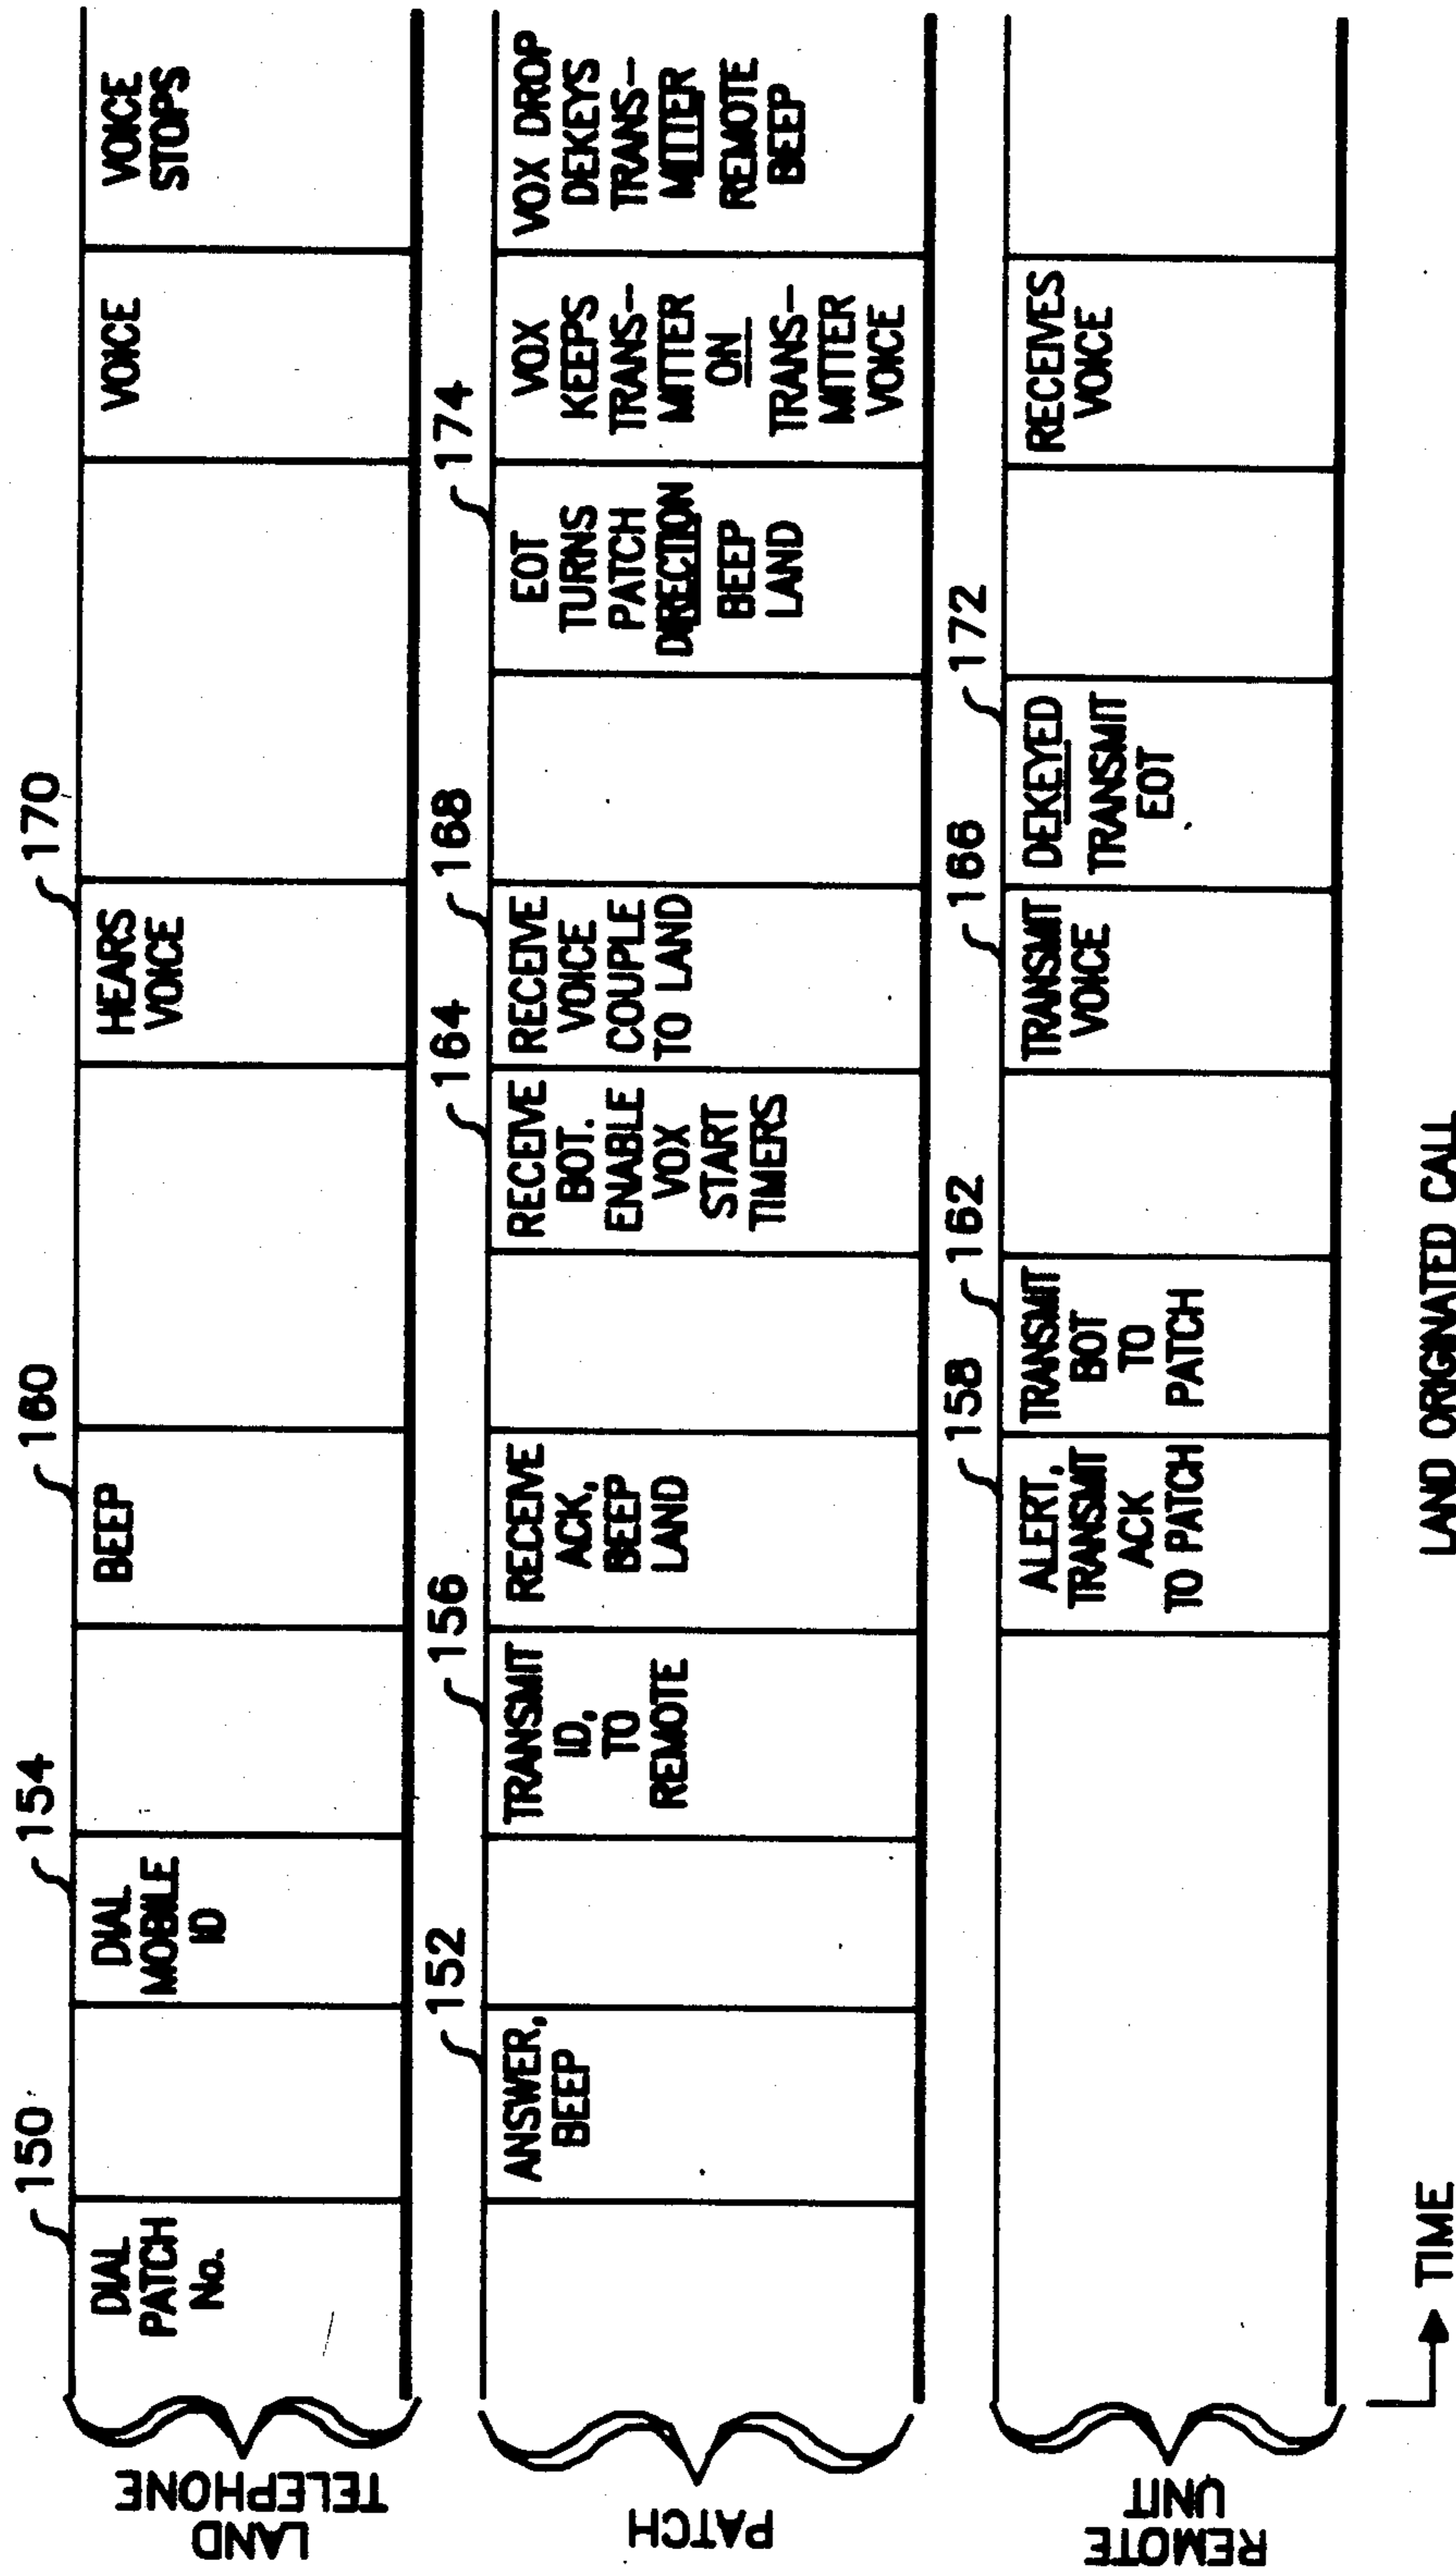 LAND
TELEPHONE
150
DIAL
PATCH
No.
154
DIAL
MOBILE
ID
160
BEEP
170
HEARS
VOICE
VOICE
VOICE
STOPS
PATCH
152
ANSWER,
BEEP
156
TRANSMIT
ID,
TO
REMOTE
RECEIVE
ACK,
BEEP
LAND
164
RECEIVE
BOT.
ENABLE
VOX
START
TIMERS
168
RECEIVE
VOICE
COUPLE
TO LAND
174
EOT
TURNS
PATCH
DIRECTION
BEEP
LAND
VOX
KEEPS
TRANS-
MITTER
ON
TRANS-
MITTER
VOICE
VOX DROP
DEKEYS
TRANS-
MITTER
REMOTE
BEEP
REMOTE
UNIT
158
ALERT,
TRANSMIT
ACK
TO PATCH
162
TRANSMIT
BOT
TO
PATCH
166
TRANSMIT
VOICE
172
DEKEYED
TRANSMIT
EOT
RECEIVES
VOICE
TIME
LAND ORIGINATED CALL